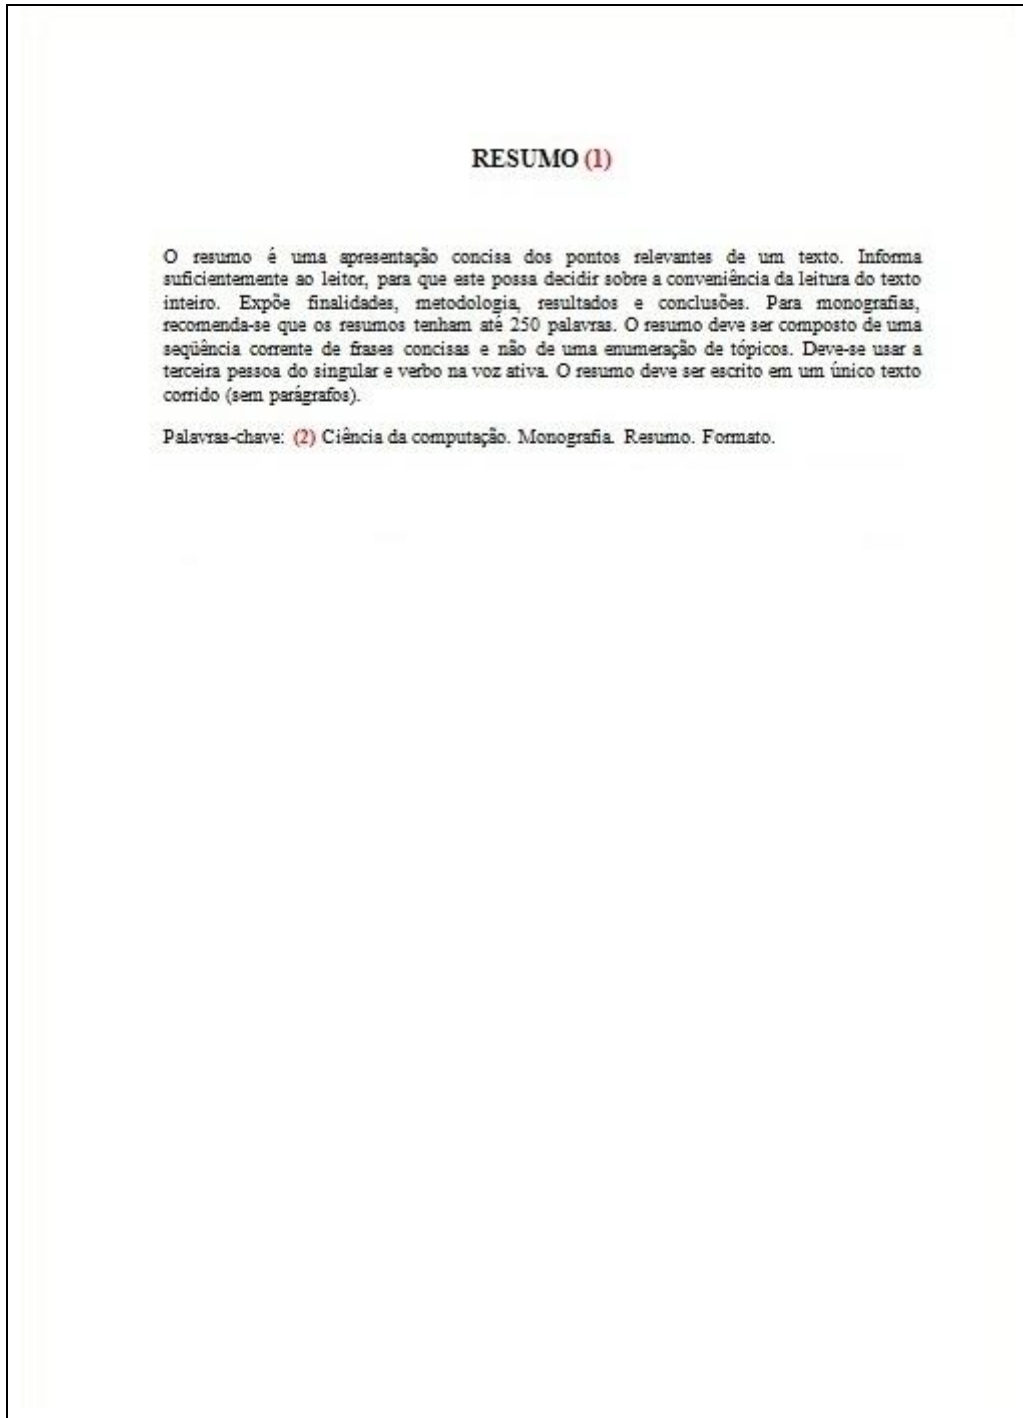 RESUMO (1)
O resumo é uma apresentação concisa dos pontos relevantes de um texto. Informa
suficientemente ao leitor, para que este possa decidir sobre a conveniência da leitura do texto
inteiro. Expõe finalidades, metodologia, resultados e conclusões. Para monografias,
recomenda-se que os resumos tenham até 250 palavras. O resumo deve ser composto de uma
seqüência corrente de frases concisas e não de uma enumeração de tópicos. Deve-se usar a
terceira pessoa do singular e verbo na voz ativa. O resumo deve ser escrito em um único texto
corrido (sem parágrafos).
Palavras-chave: (2) Ciência da computação. Monografia. Resumo. Formato.